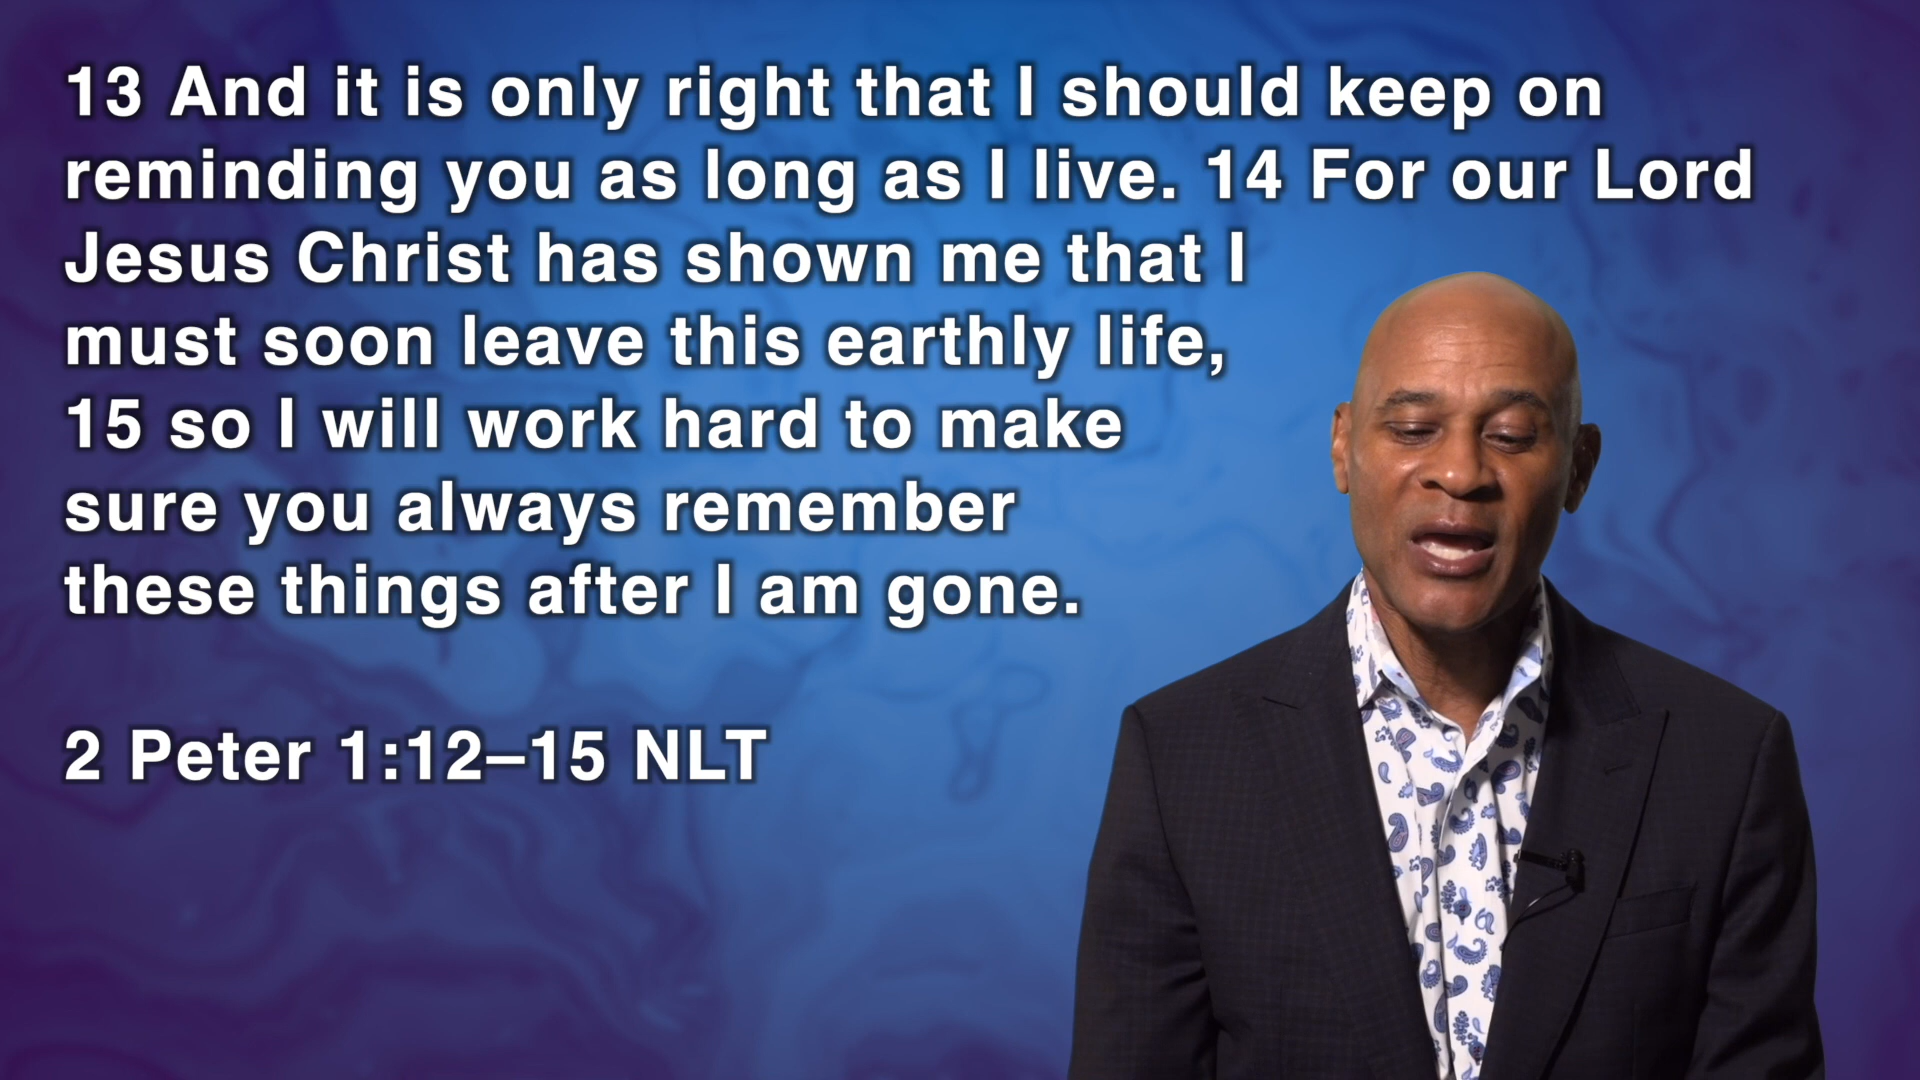 13 And it is only right that I should keep on
reminding you as long as I live. 14 For our Lord
Jesus Christ has shown me that I
must soon leave this earthly life,
15 so I will work hard to make
sure you always remember
these things after I am gone.
2 Peter 1:12–15 NLT